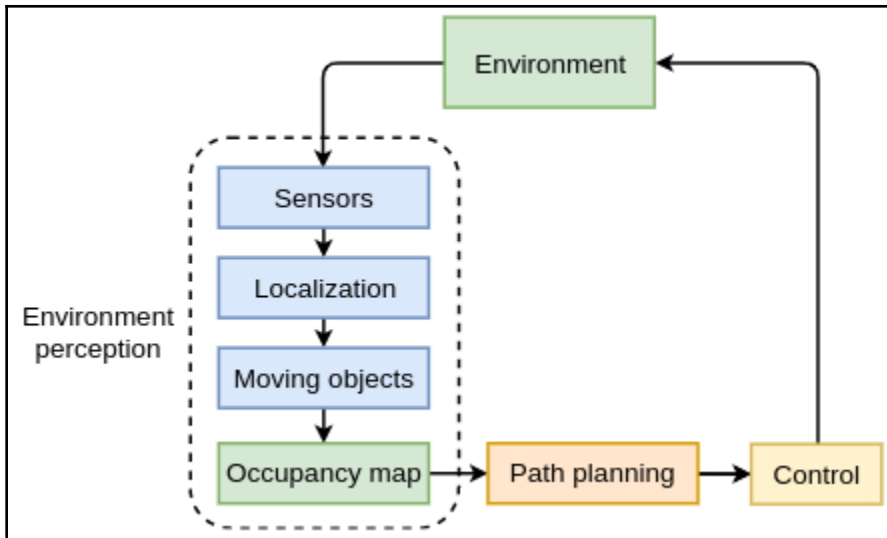 Environment
Sensors
Localization
Environment
perception
Moving objects
Occupancy map
Path planning
Control